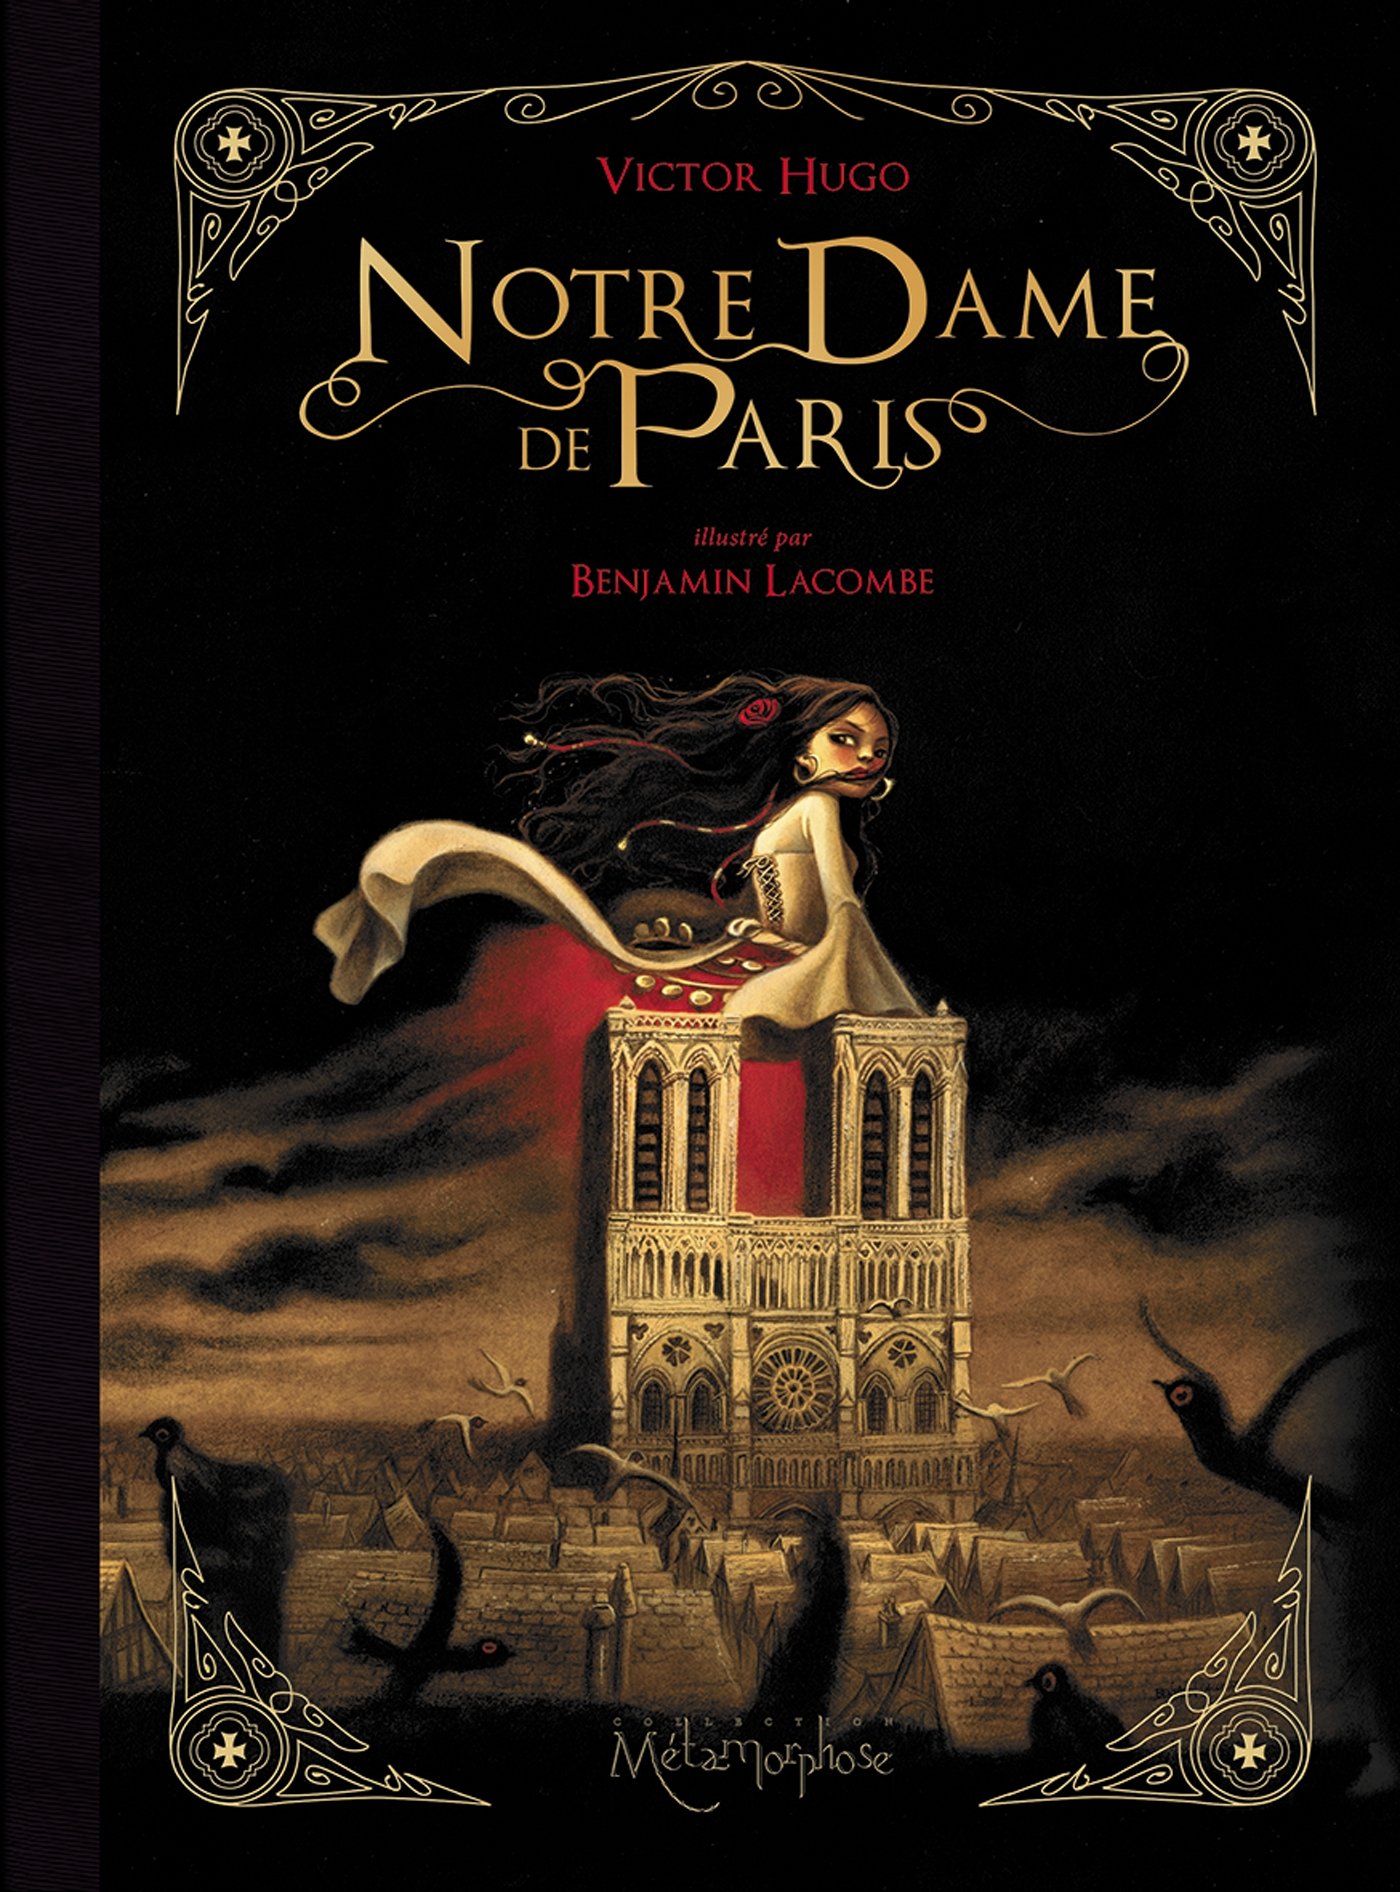 VICTOR HUGO
NOTRE DAME
DE PARIS
illustré par
BENJAMIN LACOMBE
COLLECTION
Métamorphose